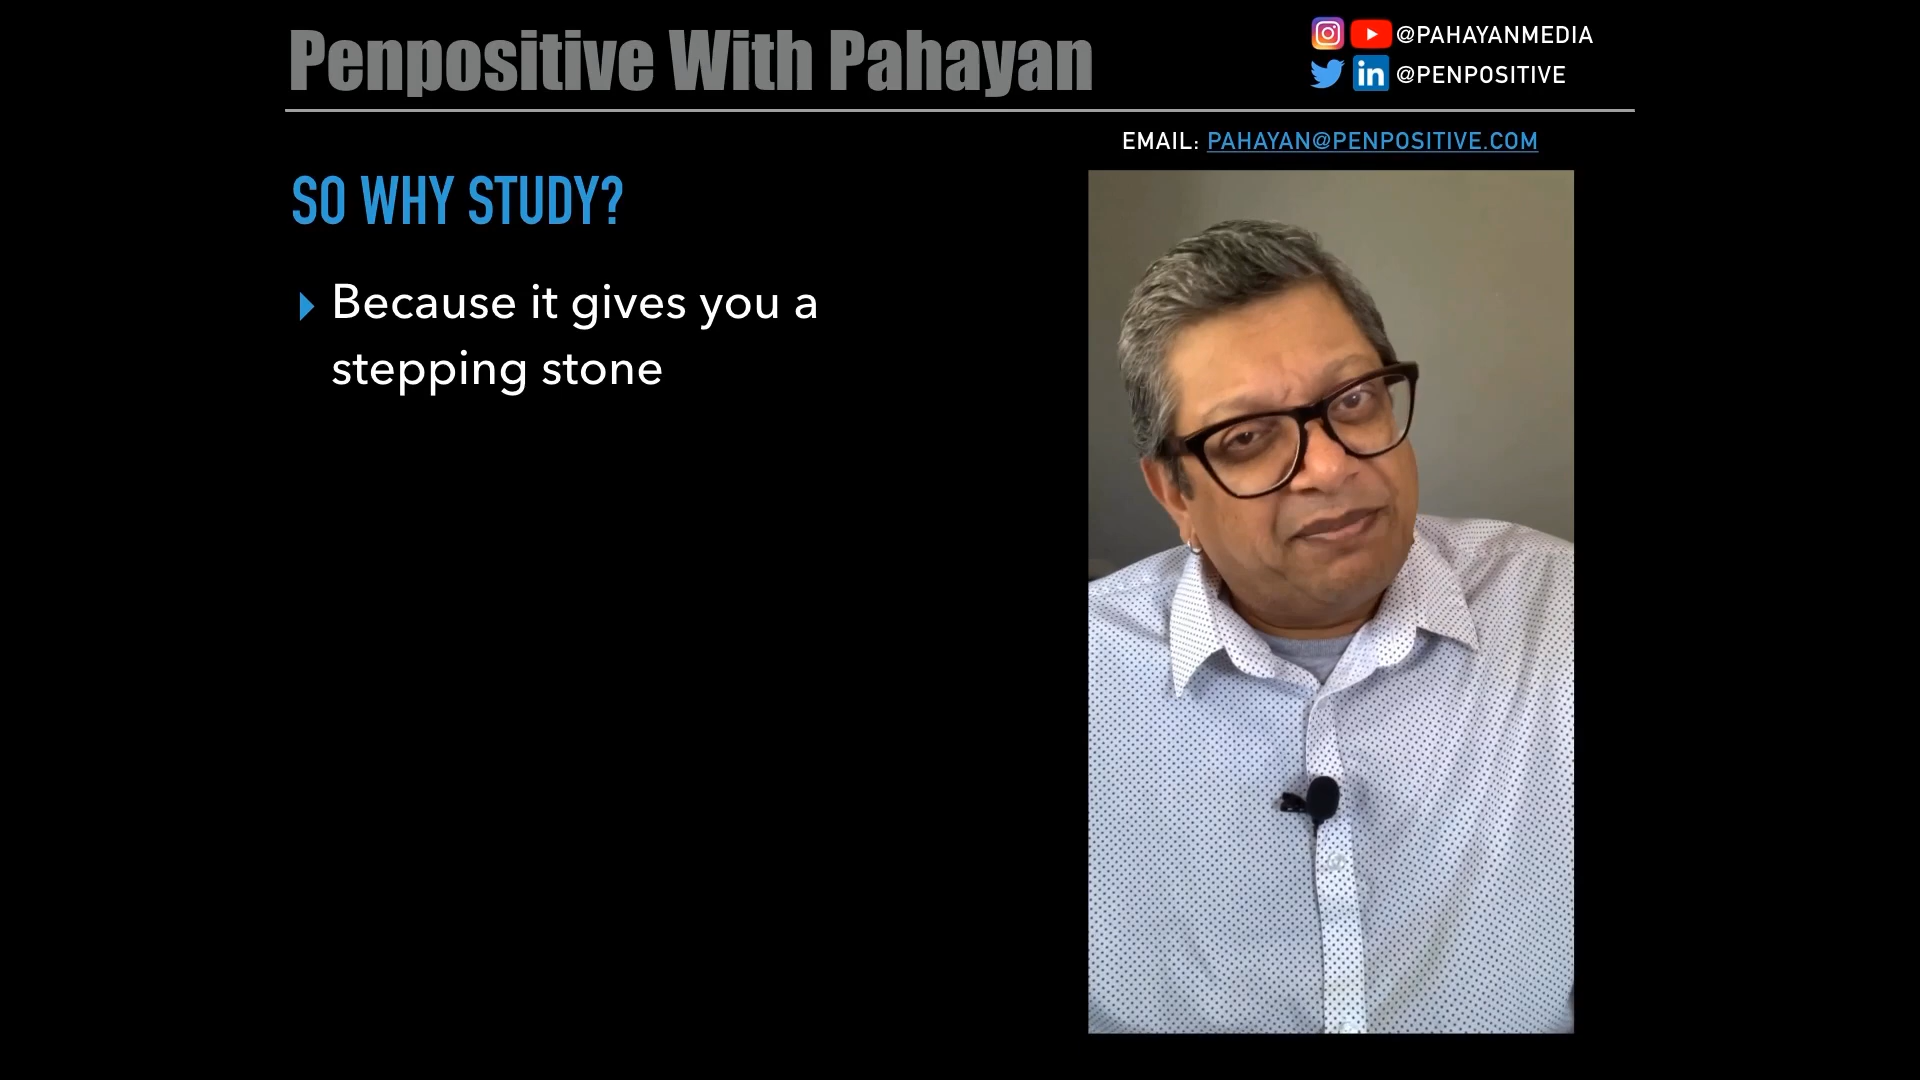 Penpositive With Pahayan
@PAHAYANMEDIA
@PENPOSITIVE
EMAIL: PAHAYAN@PENPOSITIVE.COM
SO WHY STUDY?
Because it gives you a
stepping stone